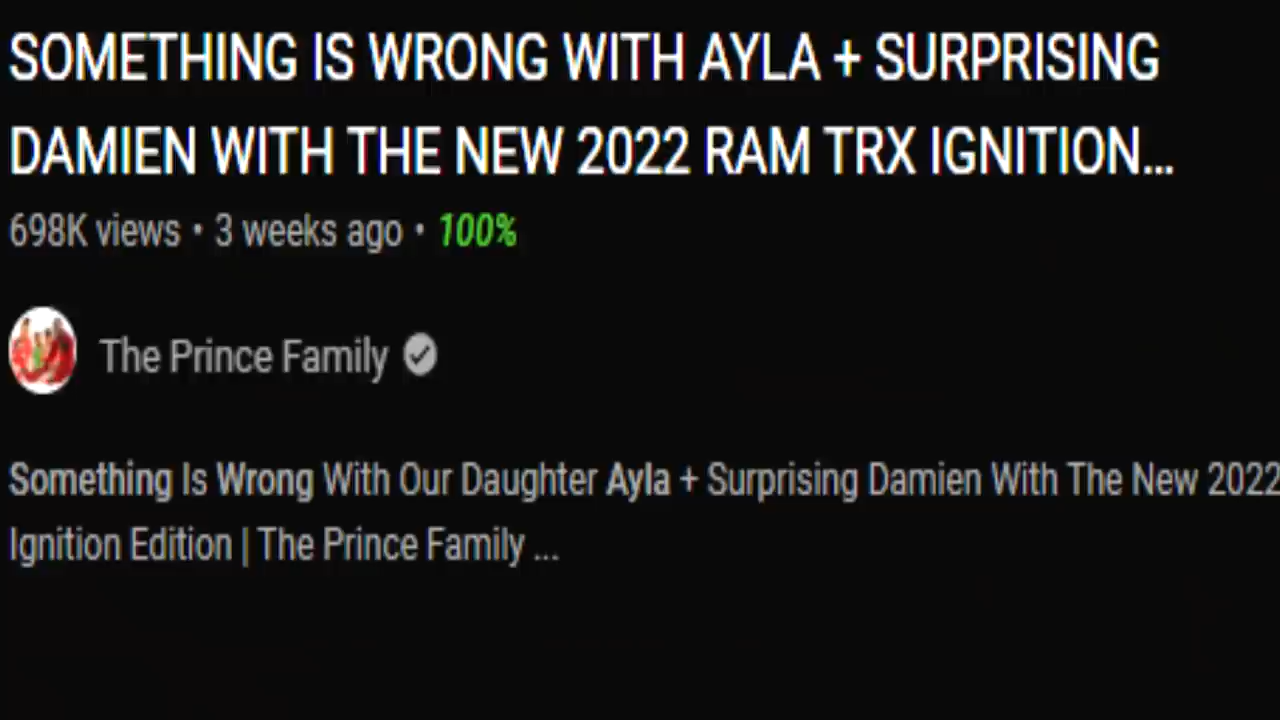 SOMETHING IS WRONG WITH AYLA + SURPRISING
DAMIEN WITH THE NEW 2022 RAM TRX IGNITION...
698K views • 3 weeks ago • 100%
The Prince Family
Something Is Wrong With Our Daughter Ayla + Surprising Damien With The New 2022
Ignition Edition | The Prince Family ...